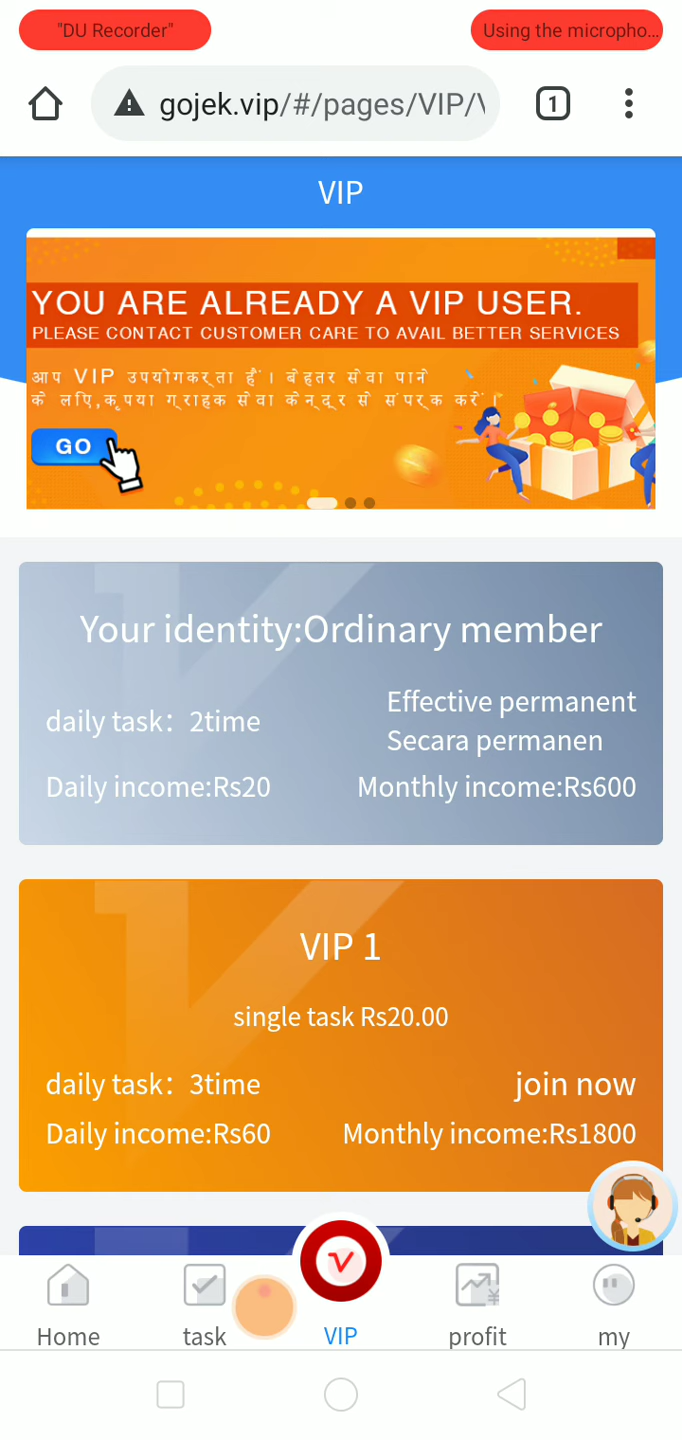 "DU Recorder"
Using the micropho...
gojek.vip/#/pages/VIP/V
1
VIP
YOU ARE ALREADY A VIP USER.
PLEASE CONTACT CUSTOMER CARE TO AVAIL BETTER SERVICES
आप VIP उपयोगकर्ता हैं। बेहतर सेवा पाने
के लिए,कृपया ग्राहक सेवा केन्द्र से संपर्क करें।
GO
Your identity:Ordinary member
daily task： 2time
Effective permanent
Secara permanen
Daily income:Rs20
Monthly income:Rs600
VIP 1
single task Rs20.00
daily task： 3time
join now
Daily income:Rs60
Monthly income:Rs1800
Home
task
VIP
profit
my